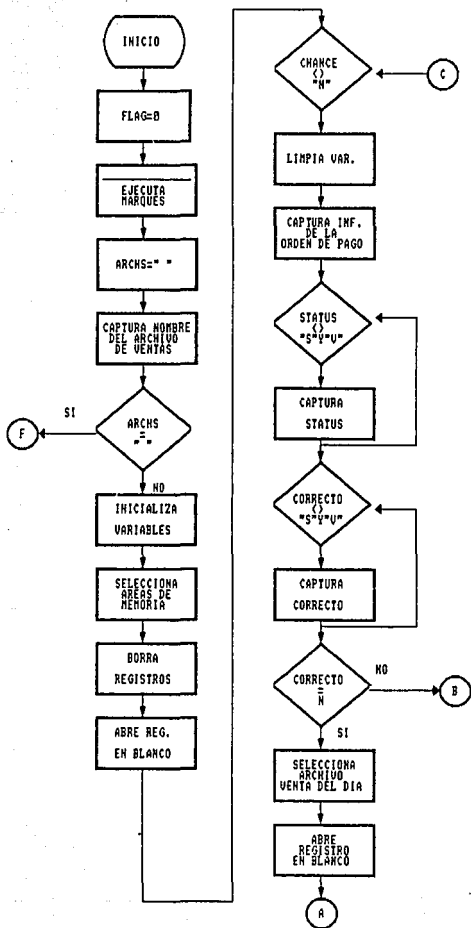 INICIO
FLAG=0
EJECUTA
MARQUES
ARCHS=" "
CAPTURA NOMBRE
DEL ARCHIVO
DE VENTAS
SI
F
ARCHS
=
" "
NO
INICIALIZA
VARIABLES
SELECCIONA
AREAS DE
MEMORIA
BORRA
REGISTROS
ABRE REG.
EN BLANCO
CHANCE
<>
"N"
C
LIMPIA VAR.
CAPTURA INF.
DE LA
ORDEN DE PAGO
STATUS
<>
"S"Y"V"
CAPTURA
STATUS
CORRECTO
<>
"S"Y"V"
CAPTURA
CORRECTO
CORRECTO
=
N
NO
B
SI
SELECCIONA
ARCHIVO
VENTA DEL DIA
ABRE
REGISTRO
EN BLANCO
A